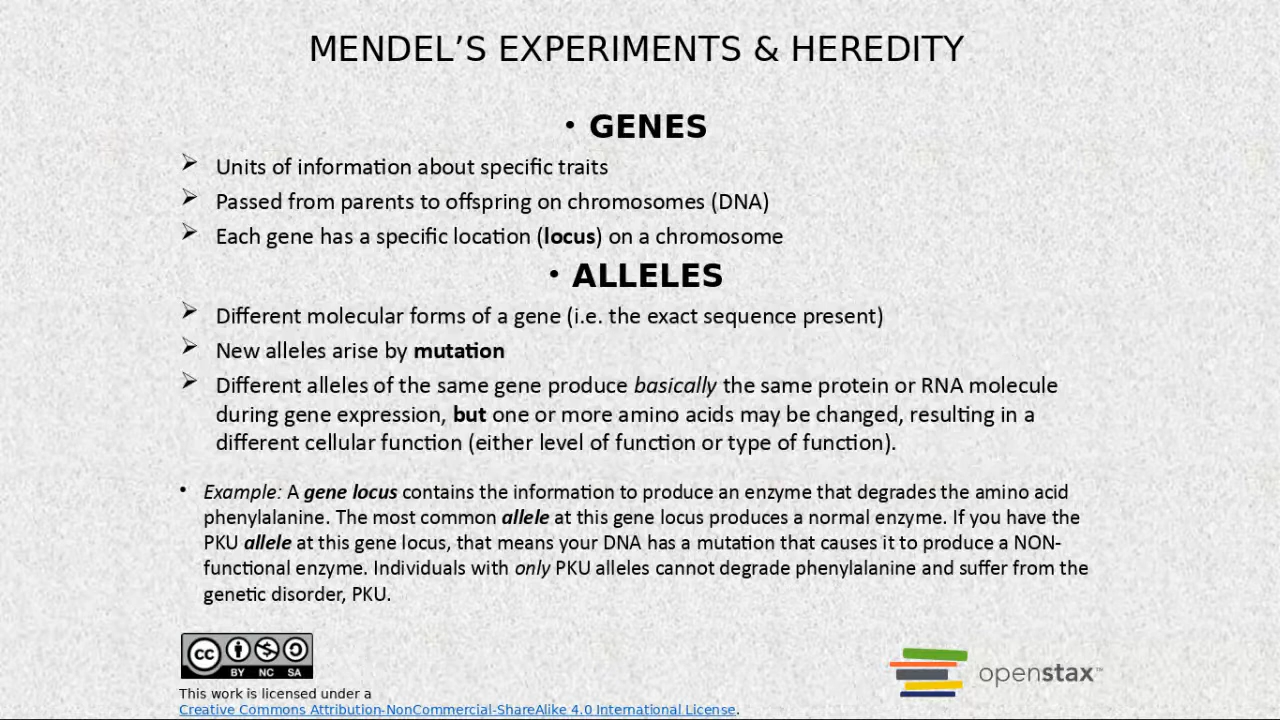 MENDEL’S EXPERIMENTS & HEREDITY
• GENES
➢ Units of information about specific traits
➢ Passed from parents to offspring on chromosomes (DNA)
➢ Each gene has a specific location (locus) on a chromosome
• ALLELES
➢ Different molecular forms of a gene (i.e. the exact sequence present)
➢ New alleles arise by mutation
➢ Different alleles of the same gene produce basically the same protein or RNA molecule
during gene expression, but one or more amino acids may be changed, resulting in a
different cellular function (either level of function or type of function).
• Example: A gene locus contains the information to produce an enzyme that degrades the amino acid
phenylalanine. The most common allele at this gene locus produces a normal enzyme. If you have the
PKU allele at this gene locus, that means your DNA has a mutation that causes it to produce a NON-
functional enzyme. Individuals with only PKU alleles cannot degrade phenylalanine and suffer from the
genetic disorder, PKU.
cc
BY NC SA
openstax™
This work is licensed under a
Creative Commons Attribution-NonCommercial-ShareAlike 4.0 International License.